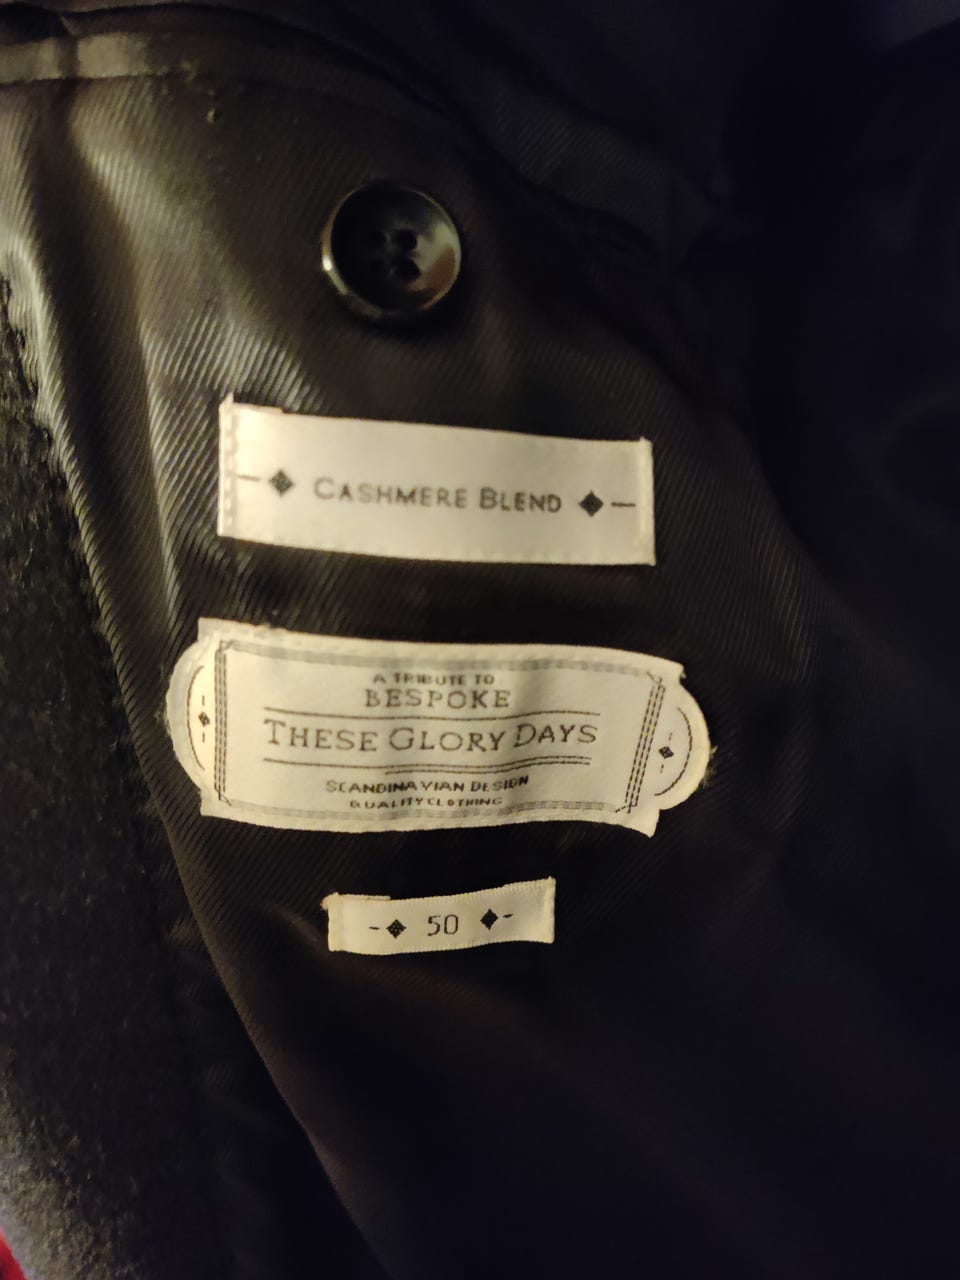 CASHMERE BLEND
A TRIBUTE TO
BESPOKE
THESE GLORY DAYS
SCANDINAVIAN DESIGN
QUALITY CLOTHING
50